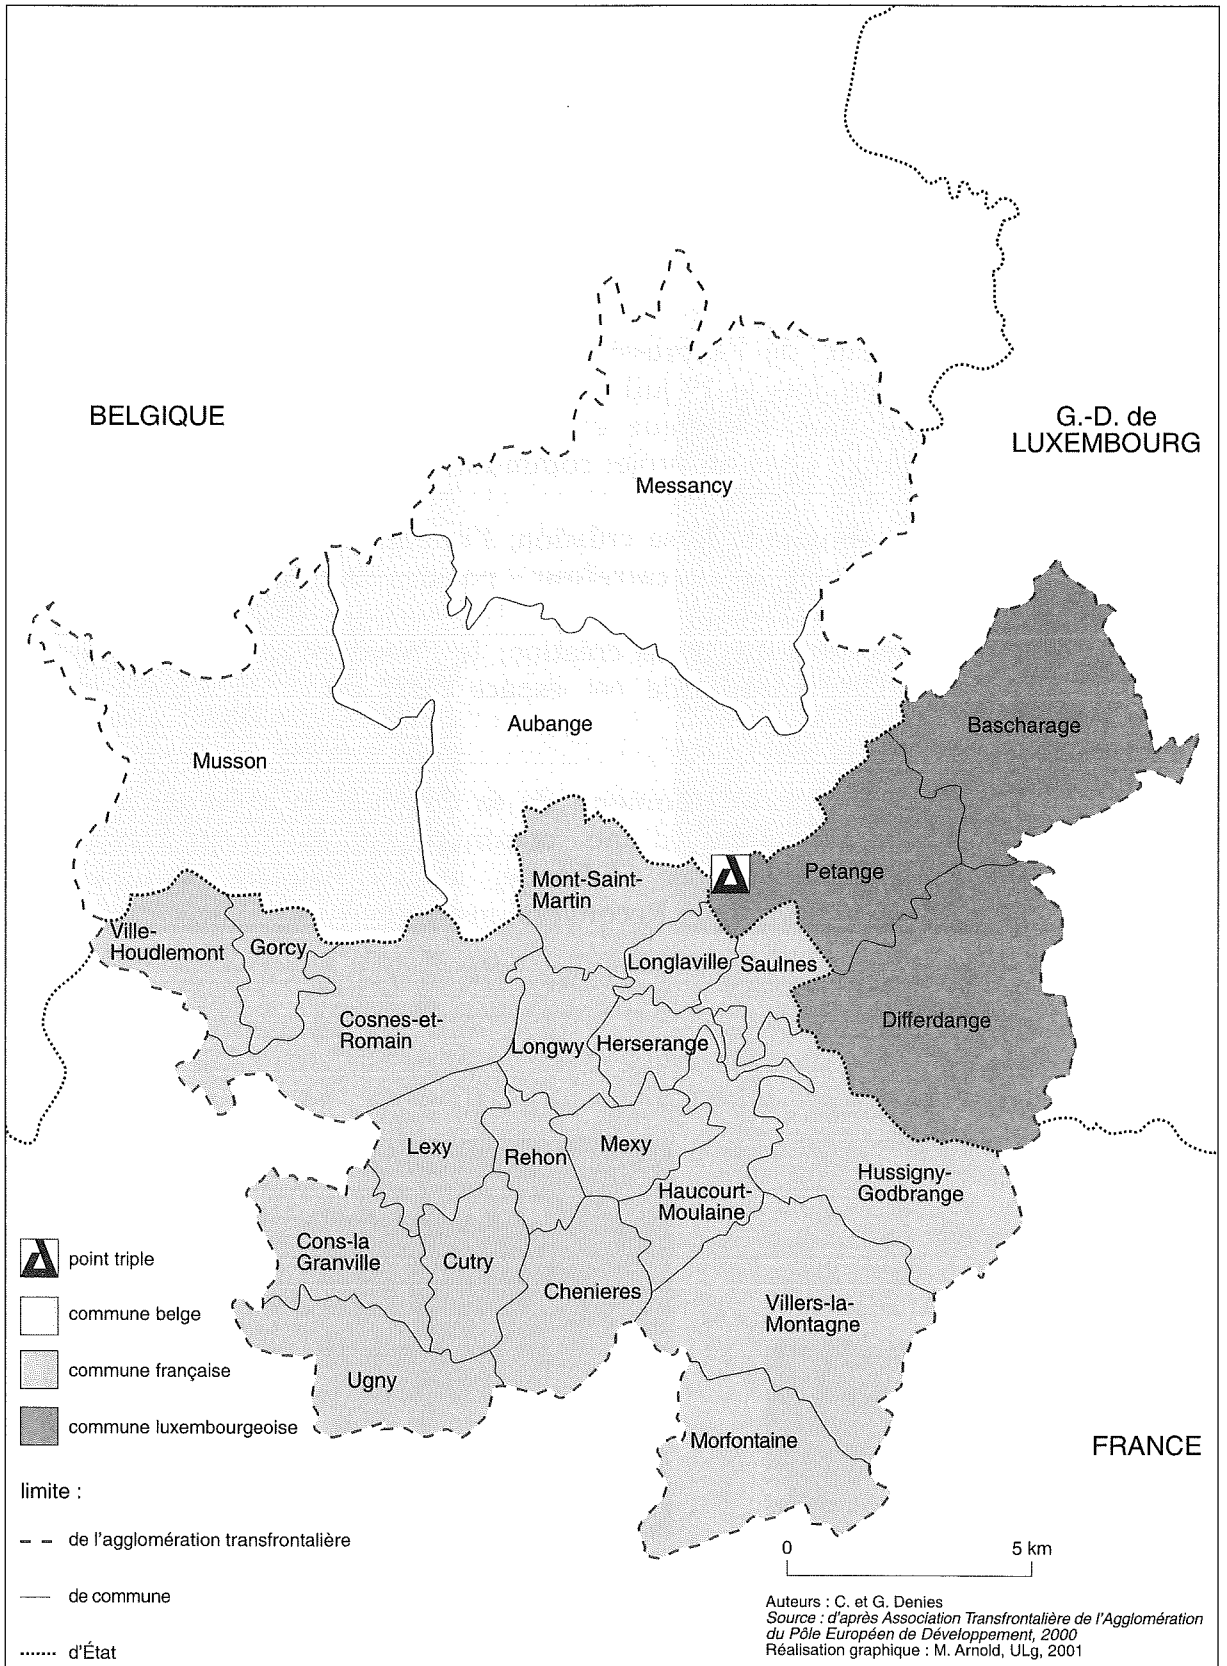 BELGIQUE
G.-D. de
LUXEMBOURG
Messancy
Bascharage
Aubange
Musson
Petange
Mont-Saint-
Martin
Ville-
Houdlemont
Gorcy
Longlaville
Saulnes
Cosnes-et-
Romain
Longwy
Herserange
Differdange
Lexy
Rehon
Mexy
Haucourt-
Moulaine
Hussigny-
Godbrange
Cons-la
Granville
Cutry
Chenieres
Villers-la-
Montagne
Ugny
Morfontaine
FRANCE
point triple
commune belge
commune française
commune luxembourgeoise
limite :
de l'agglomération transfrontalière
de commune
d'État
0 5 km
Auteurs : C. et G. Denies
Source : d'après Association Transfrontalière de l'Agglomération
du Pôle Européen de Développement, 2000
Réalisation graphique : M. Arnold, ULg, 2001